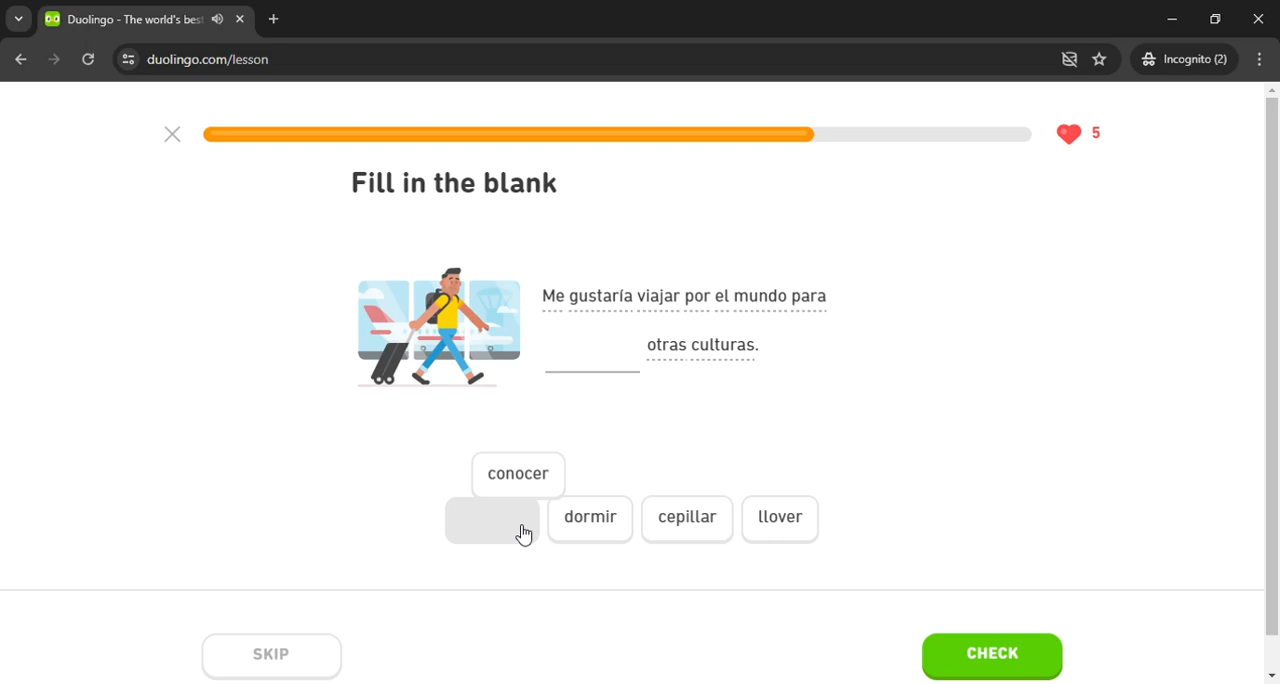 Duolingo - The world's bes
duolingo.com/lesson
Incognito (2)
5
Fill in the blank
Me gustaría viajar por el mundo para
otras culturas.
conocer
dormir
cepillar
llover
SKIP
CHECK